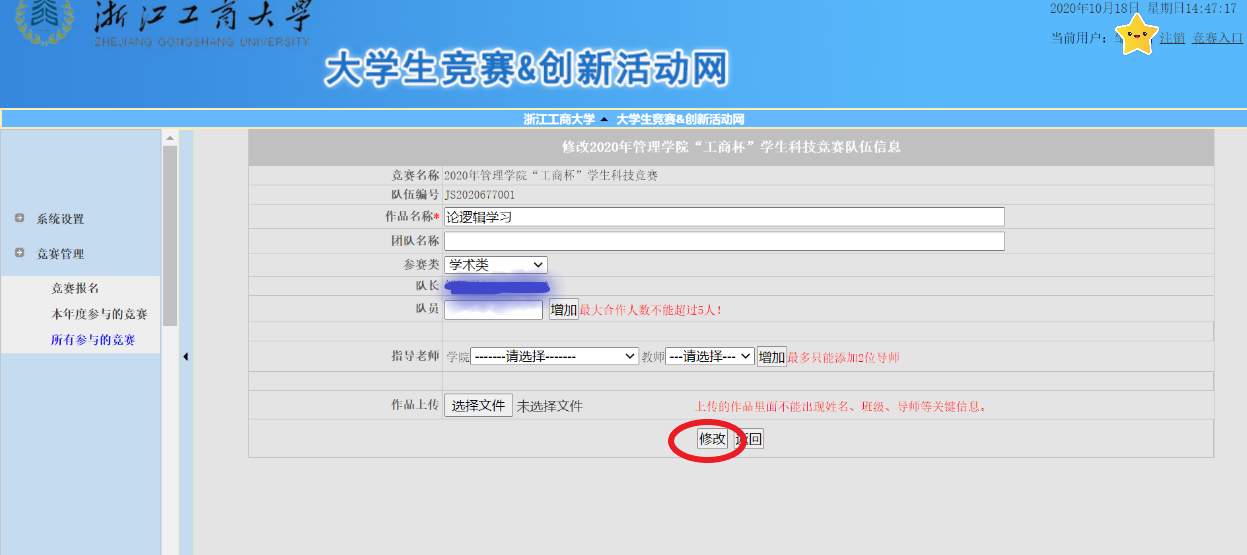 2020年10月18日 星期日14:47:17
浙江工商大學
ZHEJIANG GONGSHANG UNIVERSITY
当前用户： 注销 竞赛入口
大学生竞赛&创新活动网
浙江工商大学 大学生竞赛&创新活动网
修改2020年管理学院“工商杯”学生科技竞赛队伍信息
竞赛名称 2020年管理学院“工商杯”学生科技竞赛
队伍编号 JS2020677001
作品名称* 论逻辑学习
团队名称
参赛类 学术类
队长
队员 增加 最大合作人数不能超过5人！
指导老师 学院 -------请选择------- 教师 ---请选择--- 增加 最多只能添加2位导师
作品上传 选择文件 未选择文件 上传的作品里面不能出现姓名、班级、导师等关键信息。
修改 返回
系统设置
竞赛管理
竞赛报名
本年度参与的竞赛
所有参与的竞赛